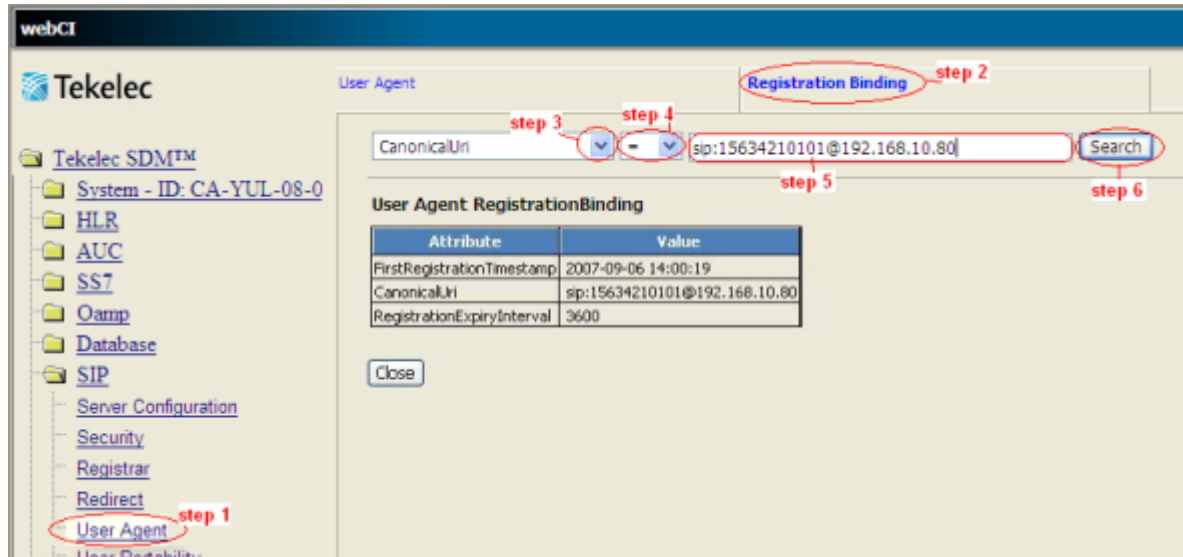 webCI
Tekelec
User Agent
Registration Binding
step 2
step 3
step 4
CanonicalUri
=
sip:15634210101@192.168.10.80
Search
step 5
step 6
Tekelec SDM™
System - ID: CA-YUL-08-0
HLR
AUC
SS7
Oamp
Database
SIP
Server Configuration
Security
Registrar
Redirect
User Agent
step 1
User Portability
User Agent RegistrationBinding
Attribute Value
FirstRegistrationTimestamp 2007-09-06 14:00:19
CanonicalUri sip:15634210101@192.168.10.80
RegistrationExpiryInterval 3600
Close